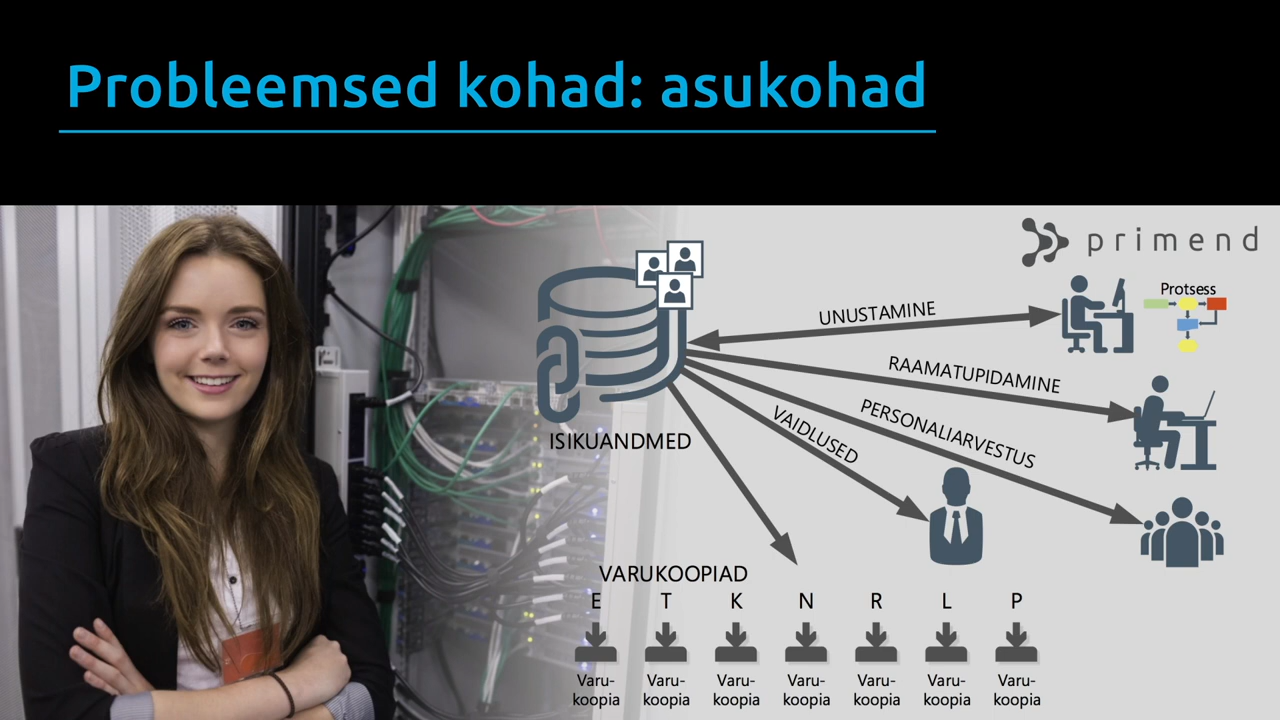 Probleemsed kohad: asukohad
primend
Protsess
UNUSTAMINE
RAAMATUPIDAMINE
PERSONALIARVESTUS
VAIDLUSED
ISIKUANDMED
VARUKOOPIAD
E T K N R L P
Varu- Varu- Varu- Varu- Varu- Varu- Varu-
koopia koopia koopia koopia koopia koopia koopia